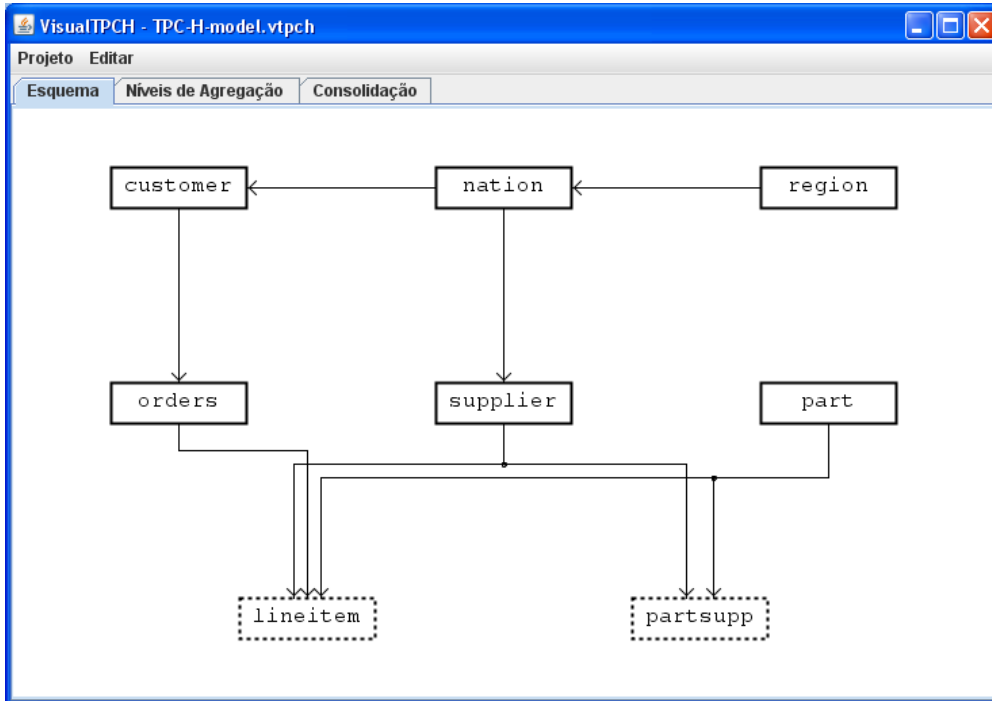 VisualTPCH - TPC-H-model.vtpch
Projeto Editar
Esquema Níveis de Agregação Consolidação
customer nation region
orders supplier part
lineitem partsupp